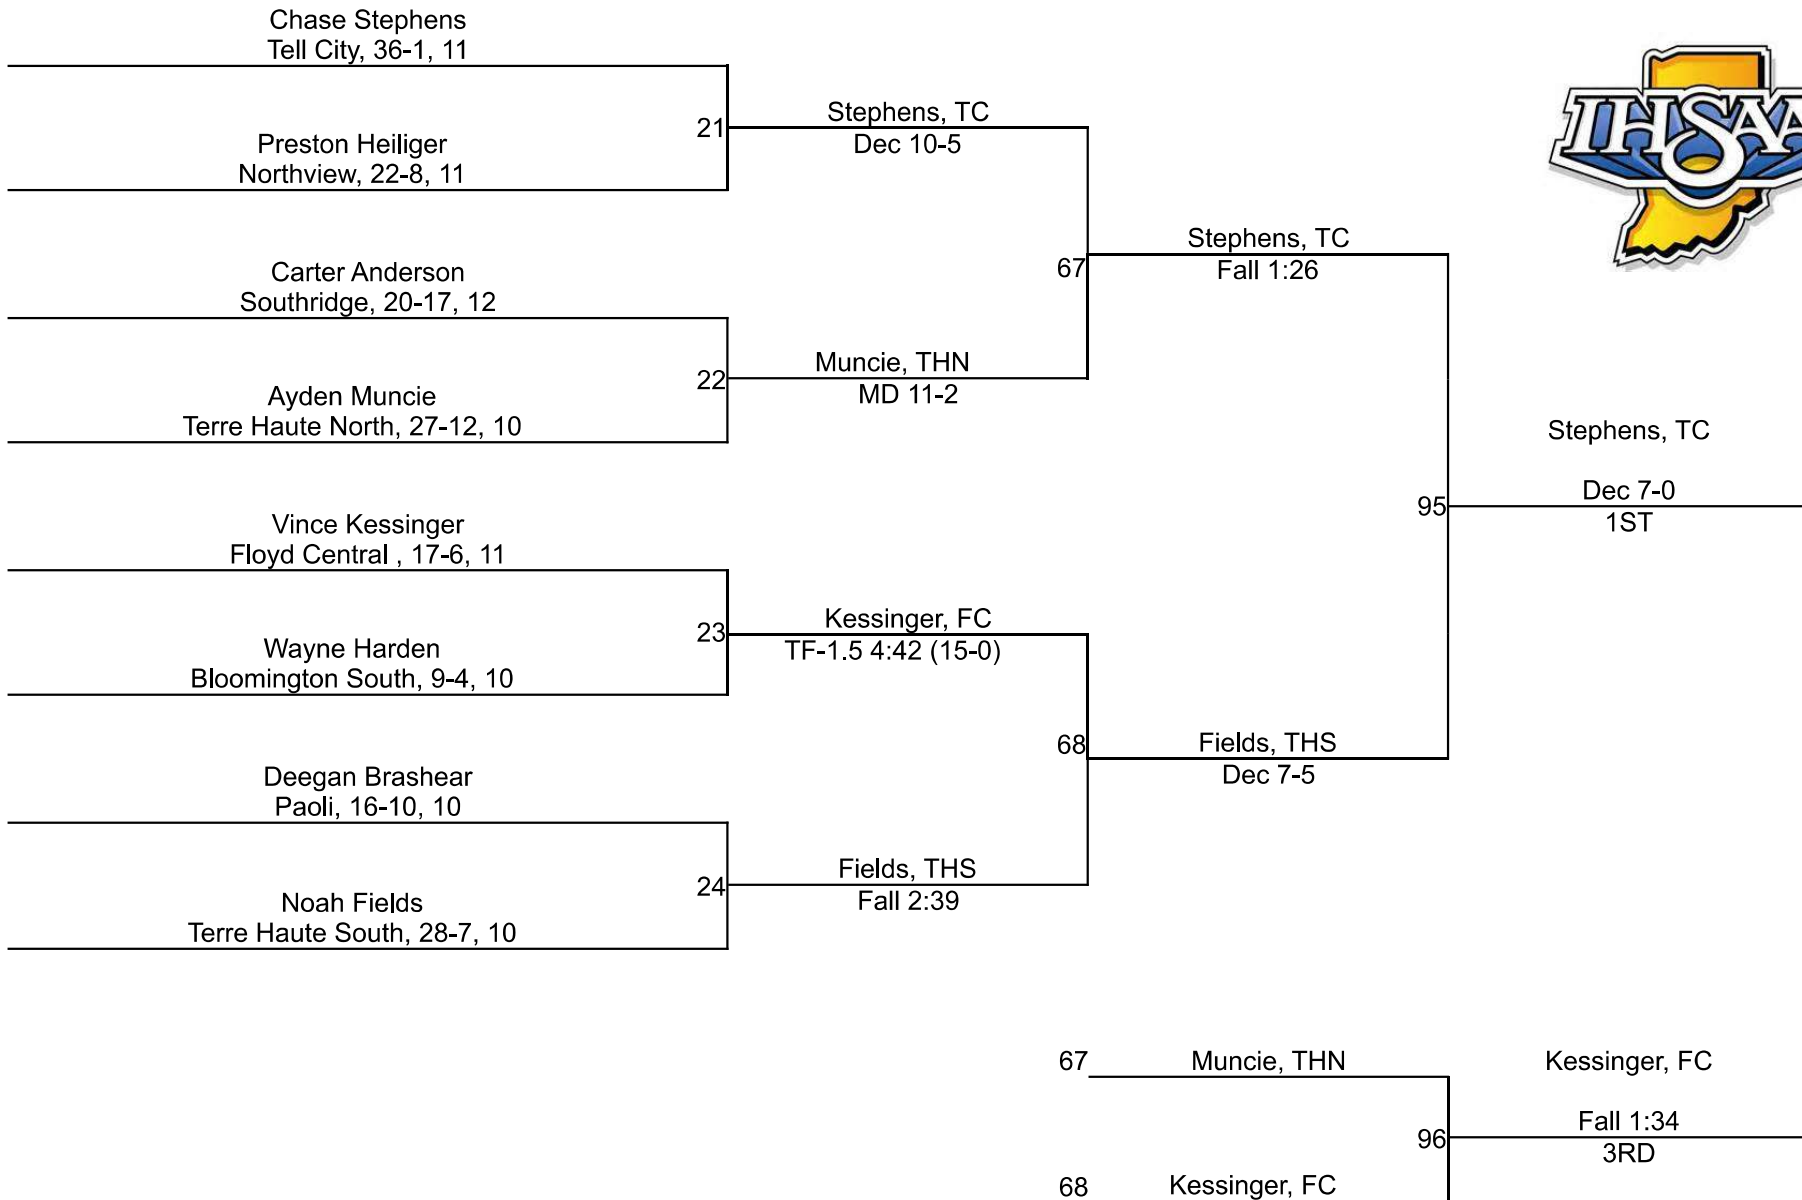 Chase Stephens
Tell City, 36-1, 11
Preston Heiliger
Northview, 22-8, 11
21
Stephens, TC
Dec 10-5
Carter Anderson
Southridge, 20-17, 12
Ayden Muncie
Terre Haute North, 27-12, 10
22
Muncie, THN
MD 11-2
67
Stephens, TC
Fall 1:26
Vince Kessinger
Floyd Central , 17-6, 11
Wayne Harden
Bloomington South, 9-4, 10
23
Kessinger, FC
TF-1.5 4:42 (15-0)
Deegan Brashear
Paoli, 16-10, 10
Noah Fields
Terre Haute South, 28-7, 10
24
Fields, THS
Fall 2:39
68
Fields, THS
Dec 7-5
95
Stephens, TC
Dec 7-0
1ST
IHSAA
67
Muncie, THN
68
Kessinger, FC
96
Kessinger, FC
Fall 1:34
3RD